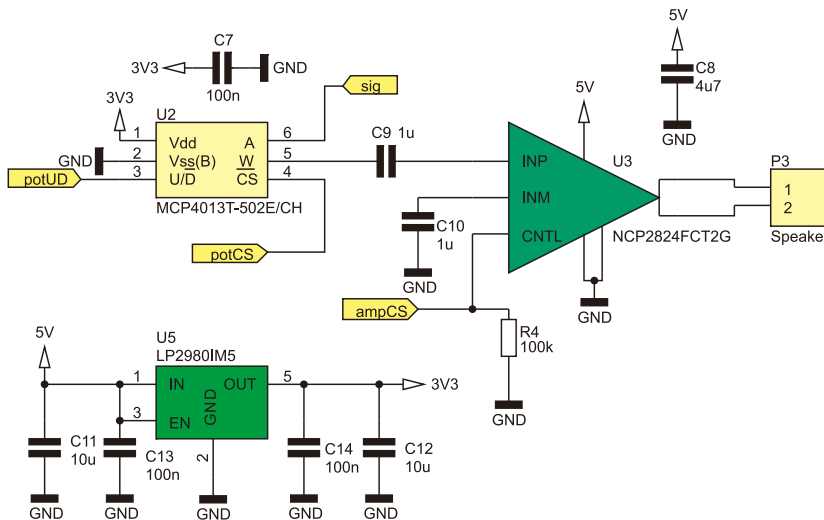 C7
3V3
GND
100n
5V
C8
4u7
3V3
U2
sig
5V
1 Vdd A 6
GND 2 Vss(B) W 5
potUD 3 U/D CS 4
MCP4013T-502E/CH
C9 1u
INP
INM
CNTL
U3
NCP2824FCT2G
P3
1
2
Speake
potCS
C10
1u
GND
GND
ampCS
R4
100k
GND
U5
LP2980IM5
5V
1 IN OUT 5
3V3
3 EN
GND
2
C11
10u
C13
100n
C14
100n
C12
10u
GND
GND
GND
GND
GND